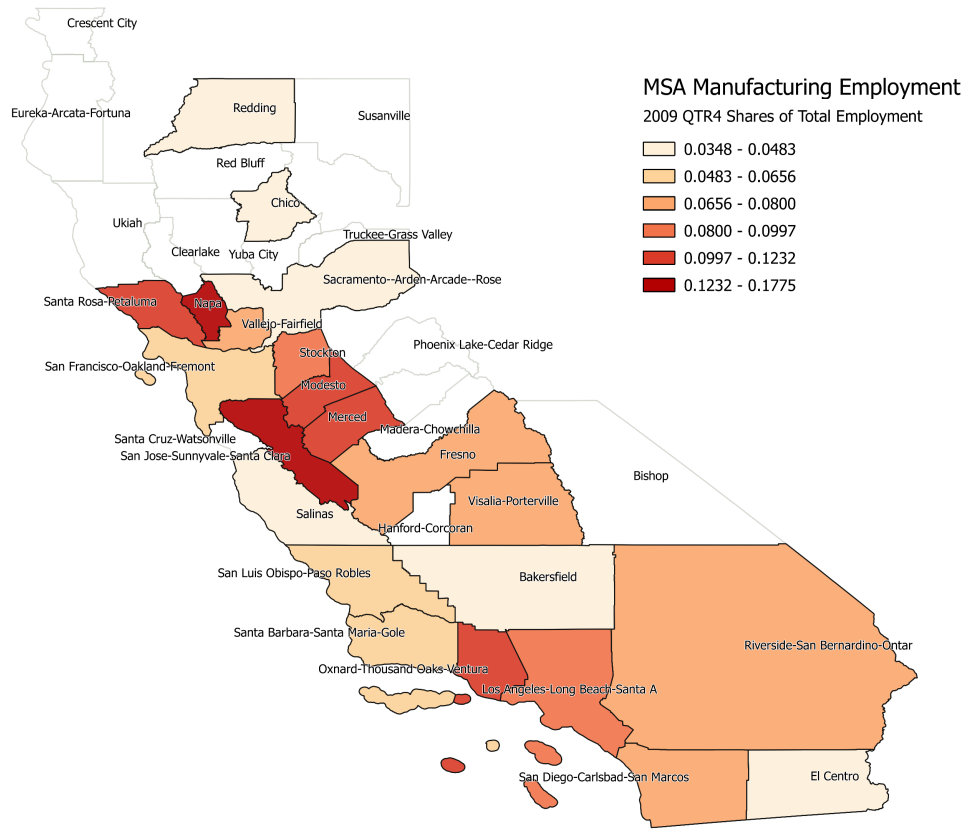 Crescent City
MSA Manufacturing Employment
2009 QTR4 Shares of Total Employment
0.0348 - 0.0483
0.0483 - 0.0656
0.0656 - 0.0800
0.0800 - 0.0997
0.0997 - 0.1232
0.1232 - 0.1775
Eureka-Arcata-Fortuna
Redding
Susanville
Red Bluff
Chico
Ukiah
Truckee-Grass Valley
Clearlake
Yuba City
Sacramento--Arden-Arcade--Rose
Santa Rosa-Petaluma
Napa
Vallejo-Fairfield
Stockton
Phoenix Lake-Cedar Ridge
San Francisco-Oakland-Fremont
Modesto
Merced
Madera-Chowchilla
Santa Cruz-Watsonville
San Jose-Sunnyvale-Santa Clara
Fresno
Bishop
Visalia-Porterville
Salinas
Hanford-Corcoran
San Luis Obispo-Paso Robles
Bakersfield
Santa Barbara-Santa Maria-Gole
Riverside-San Bernardino-Ontar
Oxnard-Thousand Oaks-Ventura
Los Angeles-Long Beach-Santa A
San Diego-Carlsbad-San Marcos
El Centro